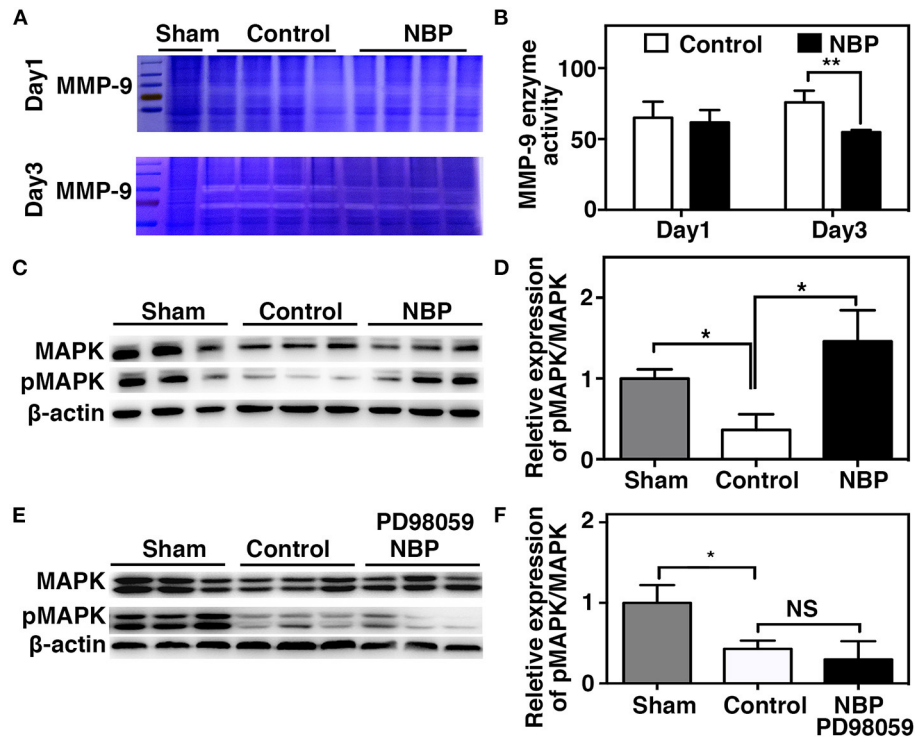 A
Sham Control NBP
Day1
MMP-9
Day3
MMP-9
B
Control NBP
MMP-9 enzyme
activity
100
50
0
**
Day1 Day3
C
Sham Control NBP
MAPK
pMAPK
β-actin
D
Reletive expression
of pMAPK/MAPK
2
1
0
*
*
Sham Control NBP
E
PD98059
Sham Control NBP
MAPK
pMAPK
β-actin
F
Reletive expression
of pMAPK/MAPK
2
1
0
*
NS
Sham Control NBP
PD98059